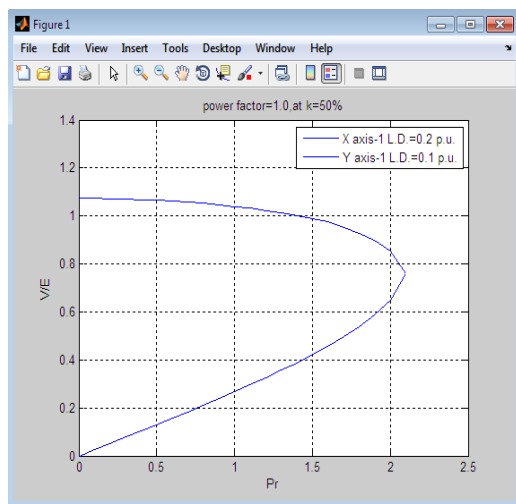 Figure 1
File Edit View Insert Tools Desktop Window Help
power factor=1.0,at k=50%
X axis-1 L.D.=0.2 p.u.
Y axis-1 L.D.=0.1 p.u.
1.4
1.2
1
0.8
0.6
0.4
0.2
0
V/E
0 0.5 1 1.5 2 2.5
Pr